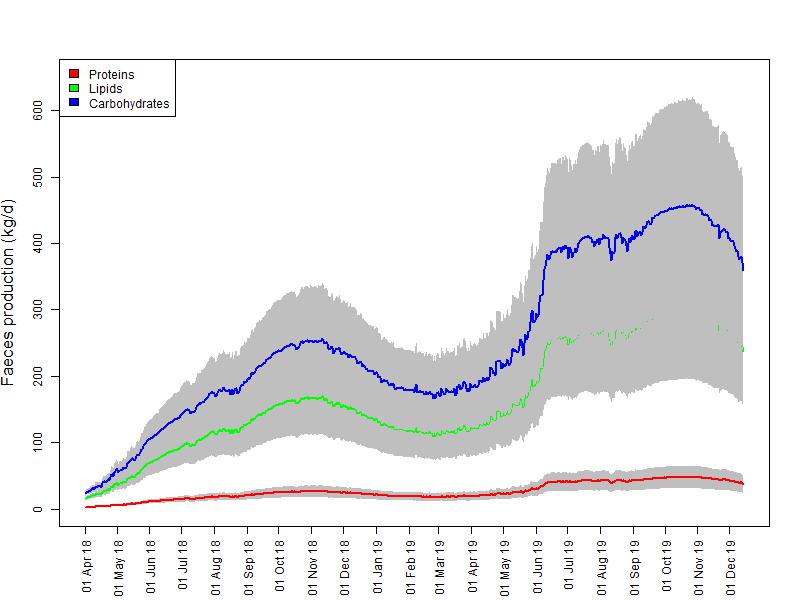 Proteins
Lipids
Carbohydrates
Faeces production (kg/d)
600
500
400
300
200
100
0
01 Apr 18
01 May 18
01 Jun 18
01 Jul 18
01 Aug 18
01 Sep 18
01 Oct 18
01 Nov 18
01 Dec 18
01 Jan 19
01 Feb 19
01 Mar 19
01 Apr 19
01 May 19
01 Jun 19
01 Jul 19
01 Aug 19
01 Sep 19
01 Oct 19
01 Nov 19
01 Dec 19